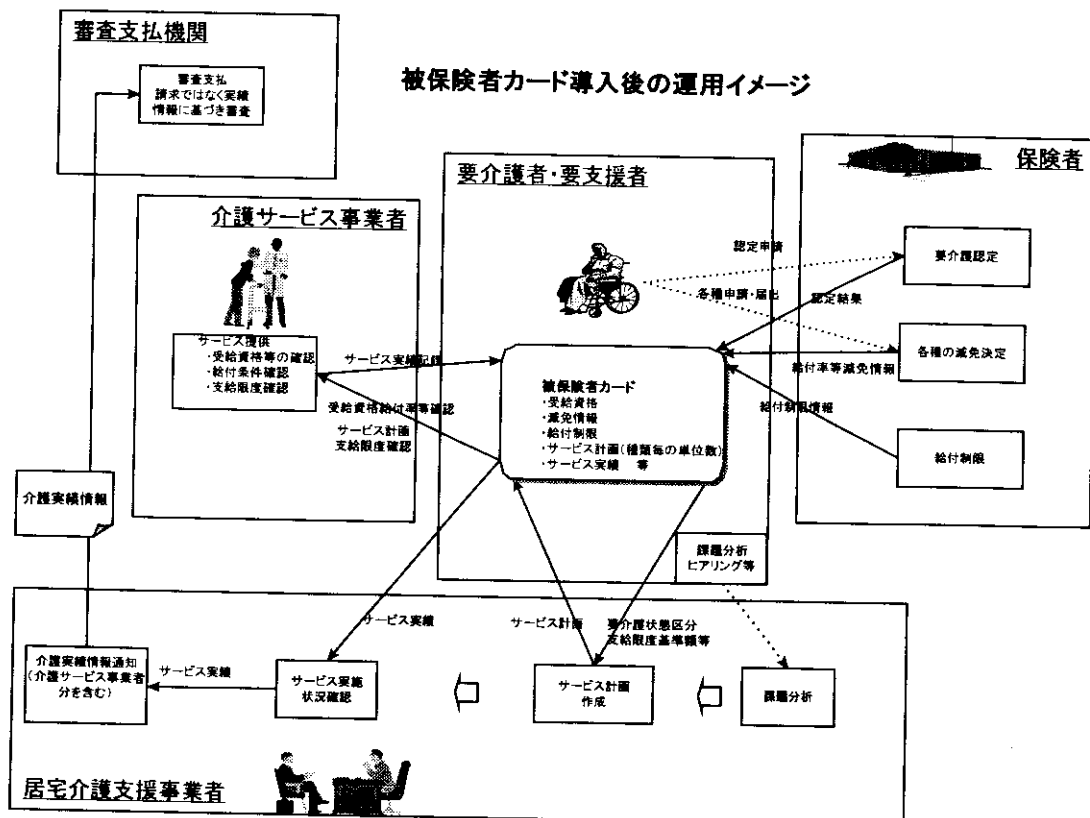 審査支払機関
審査支払
請求ではなく実績
情報に基づき審査
被保険者カード導入後の運用イメージ
保険者
要介護認定
各種の減免決定
給付制限
要介護者・要支援者
認定申請
各種申請・届出
認定結果
給付率等減免情報
給付制限情報
介護サービス事業者
サービス提供
・受給資格等の確認
・給付条件確認
・支給限度確認
サービス実績記録
受給資格給付率等確認
サービス計画
支給限度確認
被保険者カード
・受給資格
・減免情報
・給付制限
・サービス計画(種類毎の単位数)
・サービス実績 等
介護実績情報
課題分析
ヒアリング等
サービス実績
サービス計画
要介護状態区分
支給限度基準額等
介護実績情報通知
(介護サービス事業者
分を含む)
サービス実績
サービス実施
状況確認
サービス計画
作成
課題分析
居宅介護支援事業者